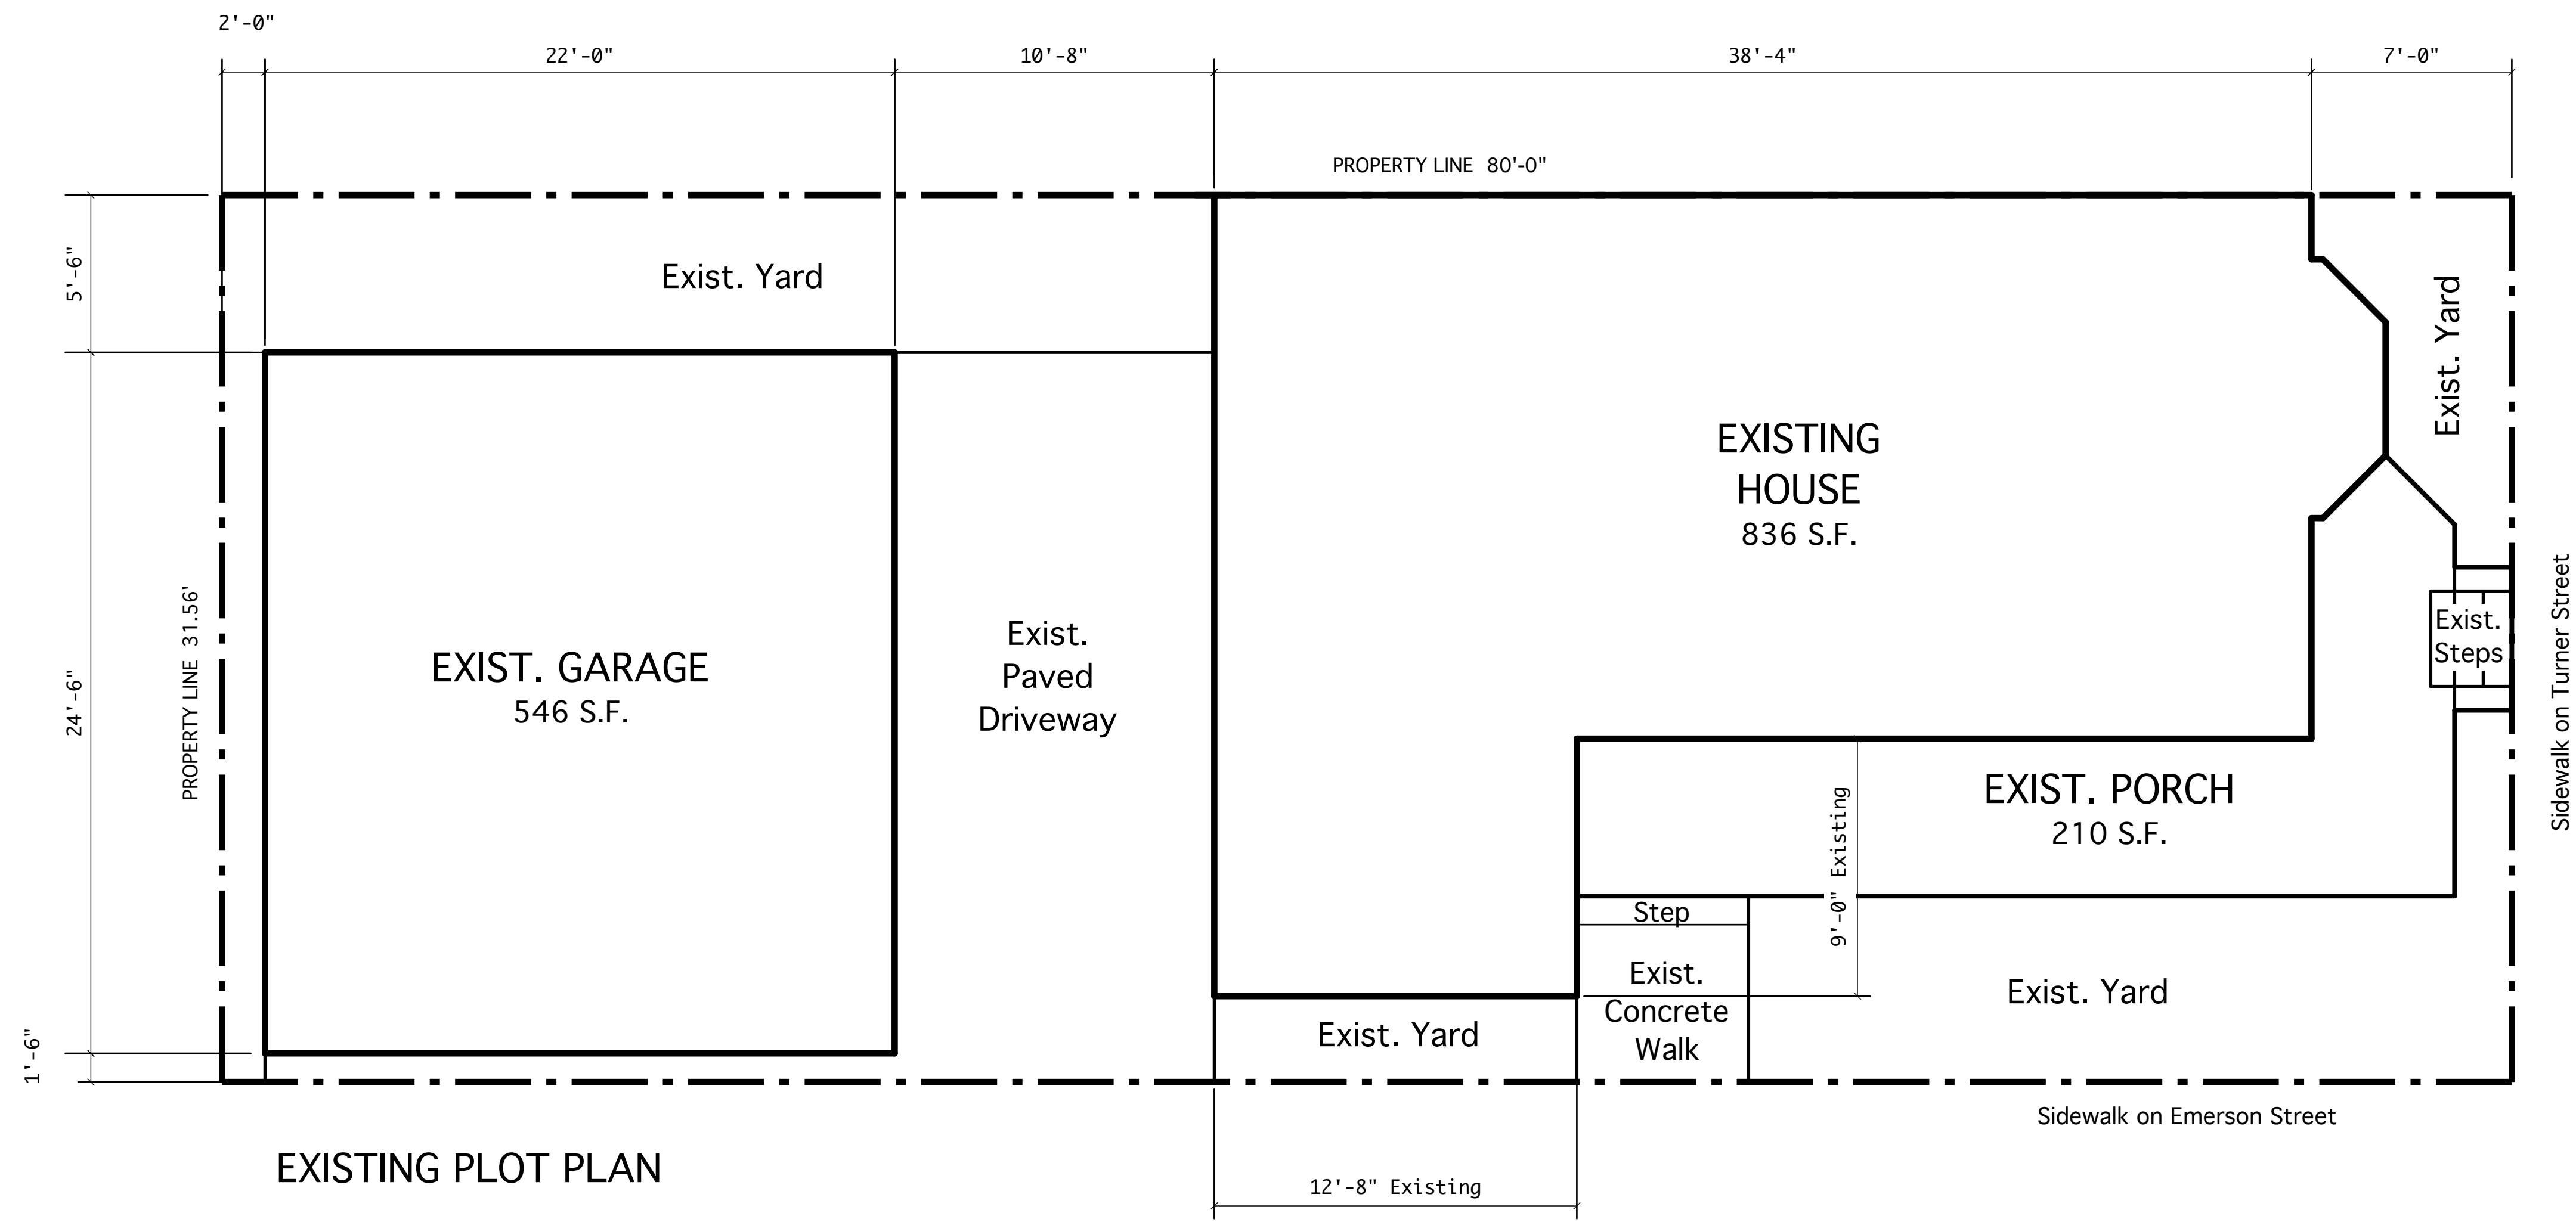 2'-0"
22'-0"
10'-8"
38'-4"
7'-0"
PROPERTY LINE 80'-0"
5'-6"
Exist. Yard
Exist. Yard
EXISTING
HOUSE
836 S.F.
24'-6"
PROPERTY LINE 31.56'
EXIST. GARAGE
546 S.F.
Exist.
Paved
Driveway
Exist.
Steps
Sidewalk on Turner Street
EXIST. PORCH
210 S.F.
9'-0" Existing
Step
Exist.
Concrete
Walk
Exist. Yard
Exist. Yard
1'-6"
Sidewalk on Emerson Street
EXISTING PLOT PLAN
12'-8" Existing